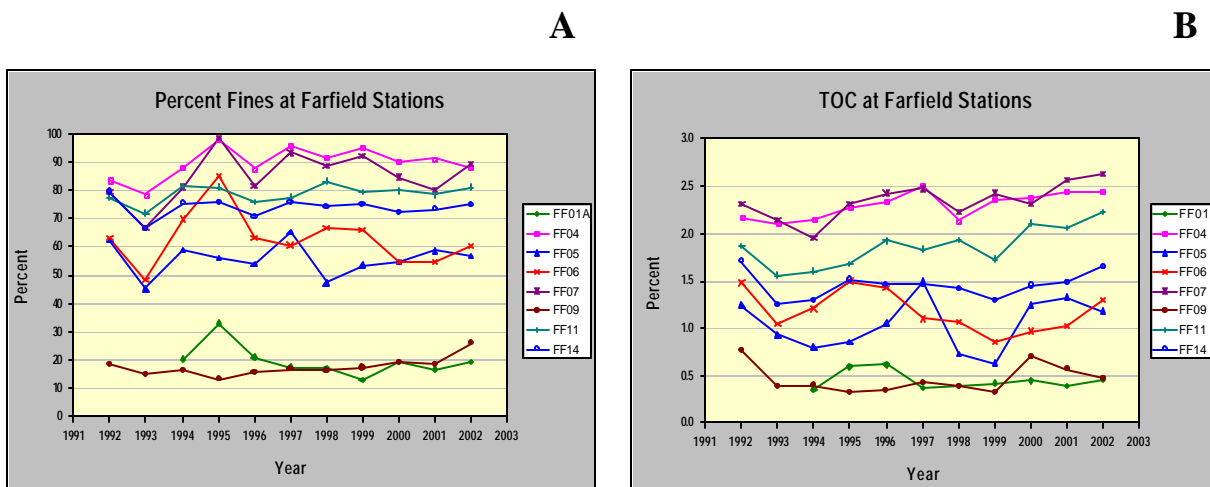 A
B
Percent Fines at Farfield Stations
Percent
100
90
80
70
60
50
40
30
20
10
0
1991 1992 1993 1994 1995 1996 1997 1998 1999 2000 2001 2002 2003
Year
FF01A
FF04
FF05
FF06
FF07
FF09
FF11
FF14
TOC at Farfield Stations
Percent
3.0
2.5
2.0
1.5
1.0
0.5
0.0
1991 1992 1993 1994 1995 1996 1997 1998 1999 2000 2001 2002 2003
Year
FF01
FF04
FF05
FF06
FF07
FF09
FF11
FF14